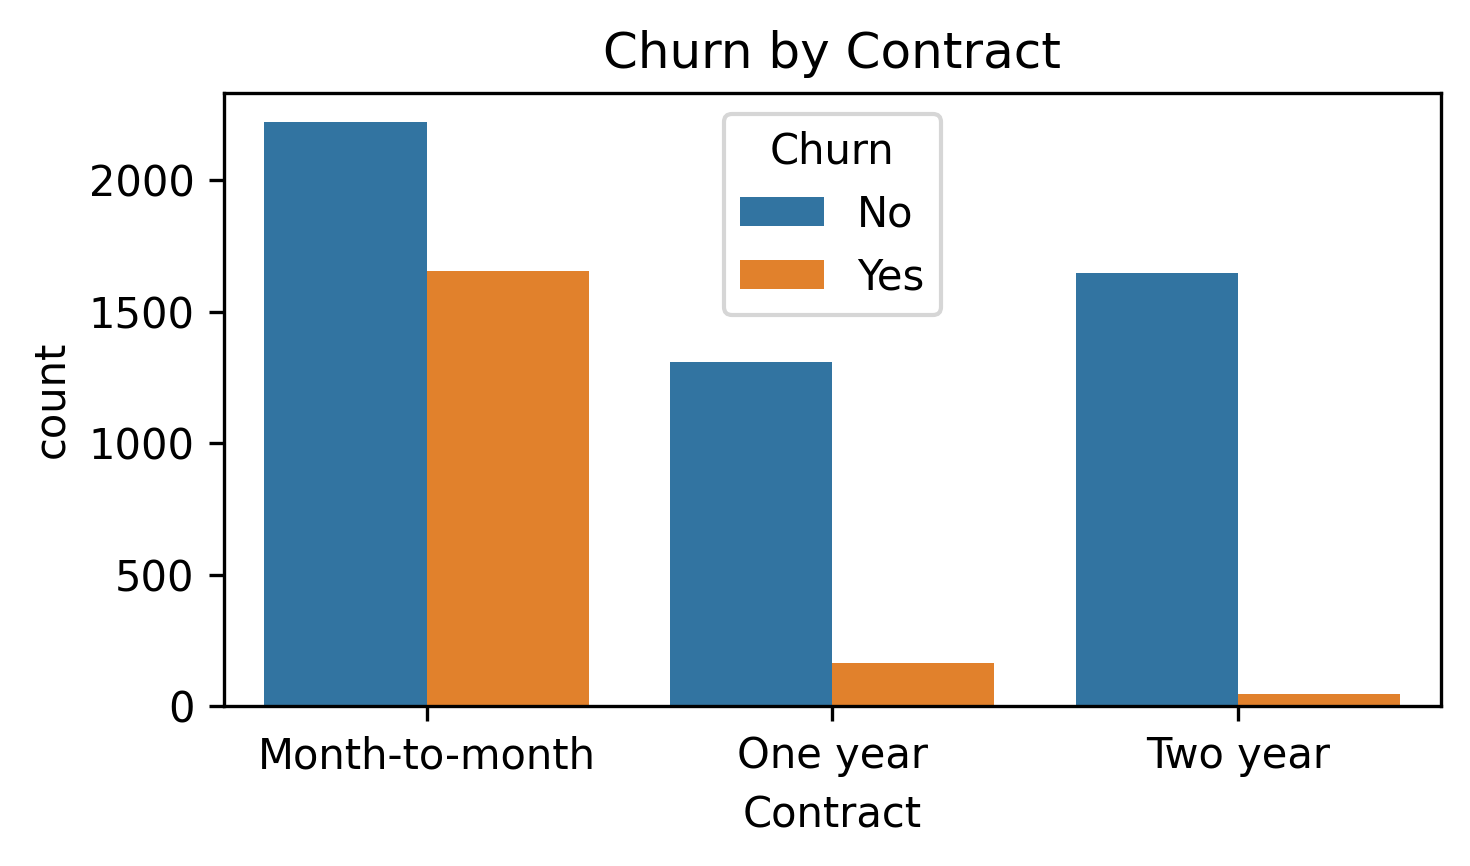 Churn by Contract
Churn
No
Yes
2000
1500
1000
500
0
count
Month-to-month
One year
Two year
Contract